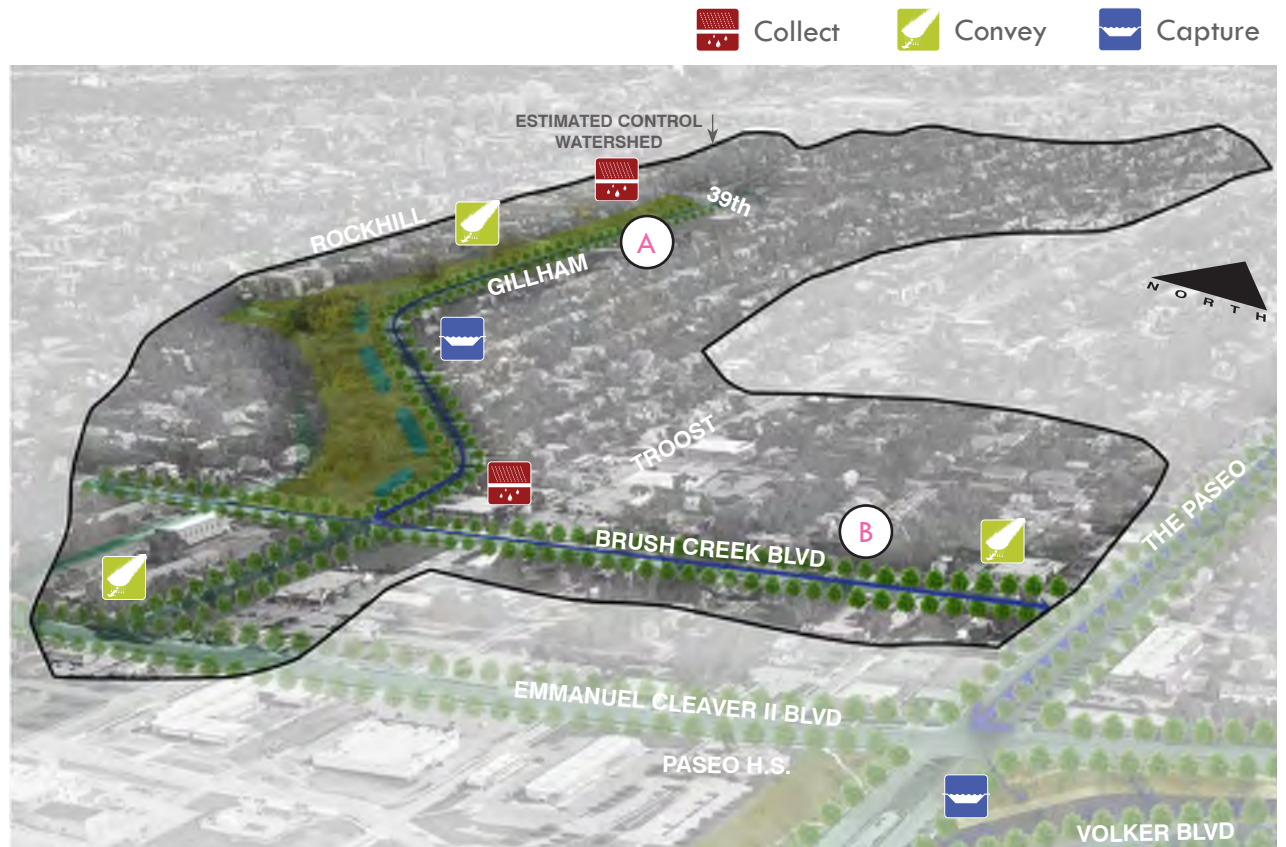 Collect
Convey
Capture
ESTIMATED CONTROL
WATERSHED
39th
ROCKHILL
A
GILLHAM
NORTH
TROOST
THE PASEO
B
BRUSH CREEK BLVD
EMMANUEL CLEAVER II BLVD
PASEO H.S.
VOLKER BLVD